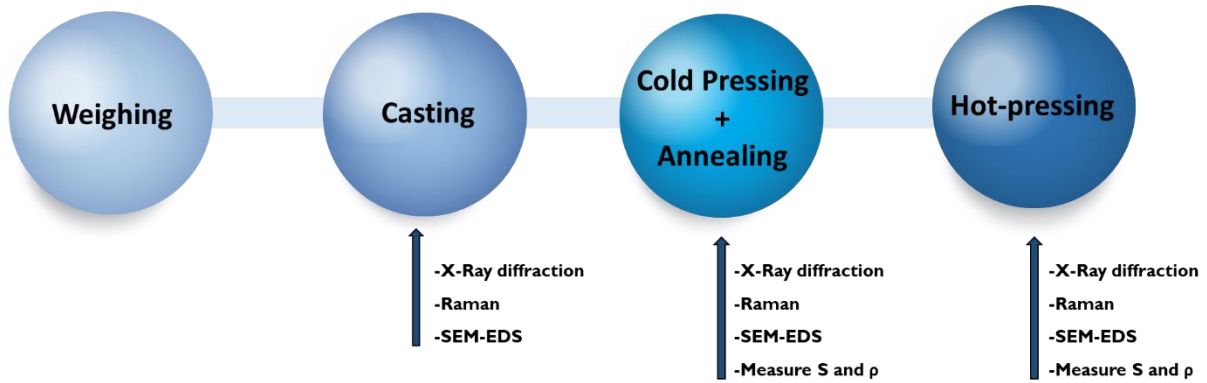 Weighing
Casting
Cold Pressing
+
Annealing
Hot-pressing
-X-Ray diffraction
-Raman
-SEM-EDS
-X-Ray diffraction
-Raman
-SEM-EDS
-Measure S and ρ
-X-Ray diffraction
-Raman
-SEM-EDS
-Measure S and ρ